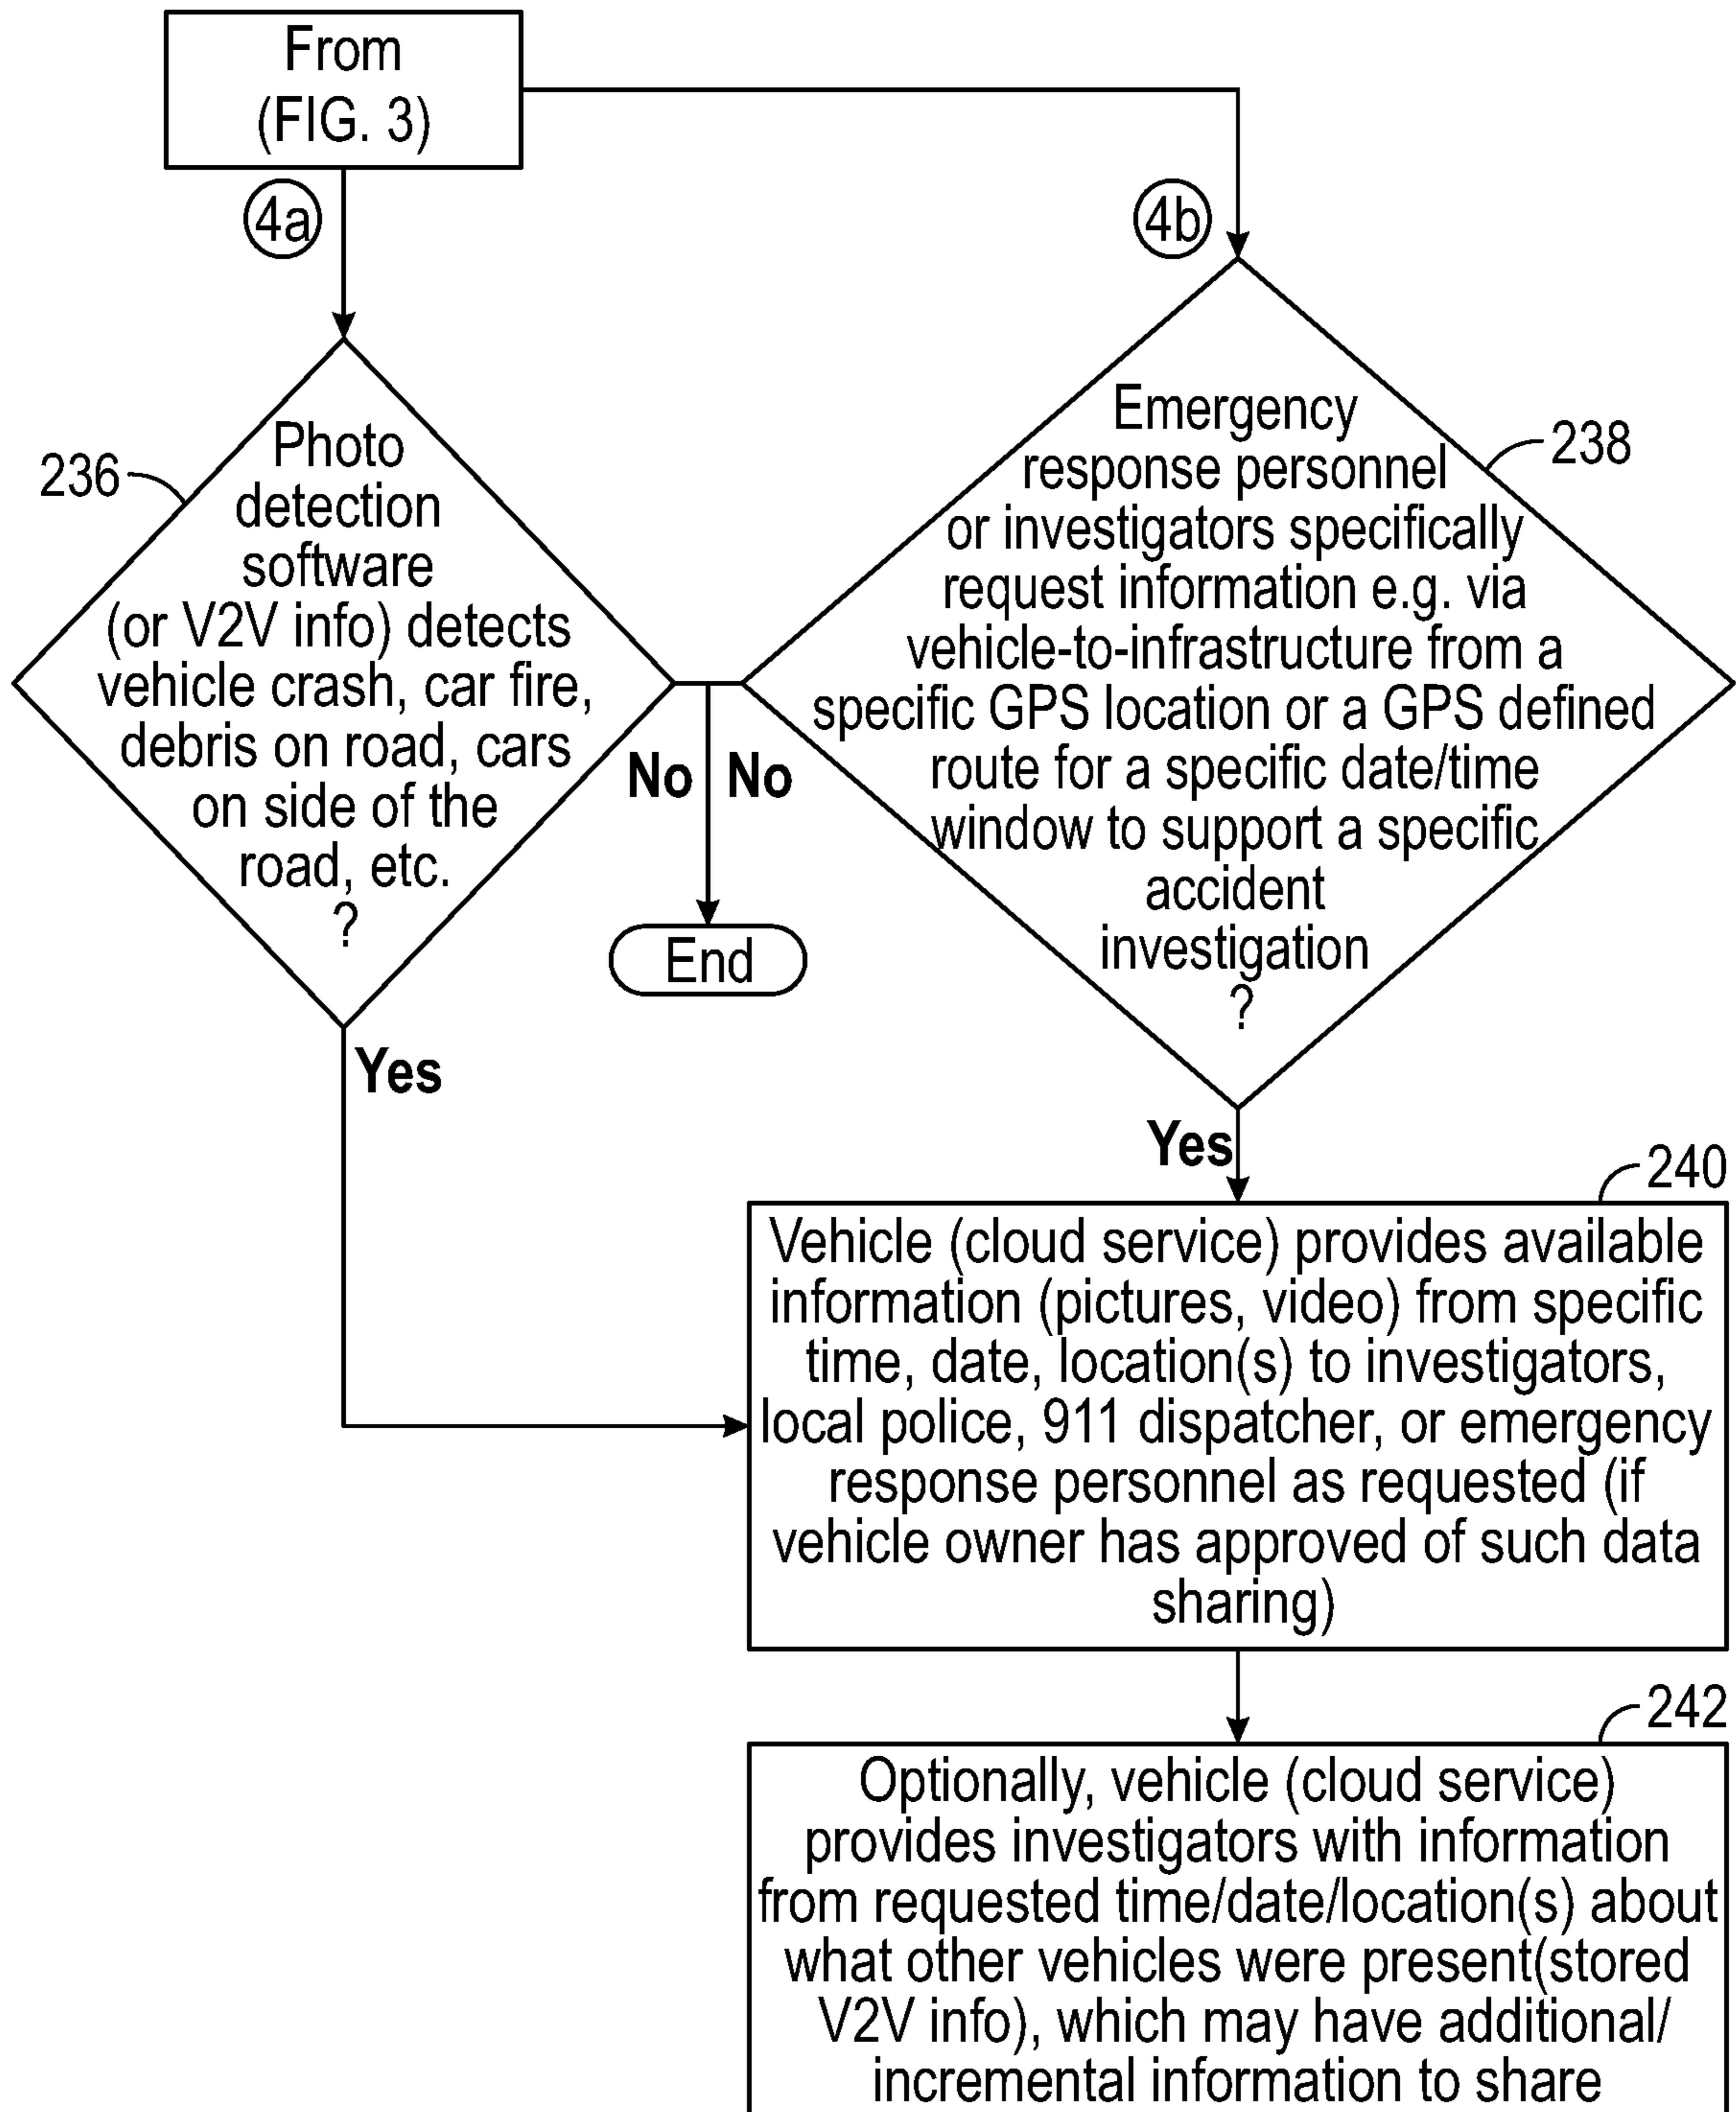 From
(FIG. 3)
4a
4b
236
Photo
detection
software
(or V2V info) detects
vehicle crash, car fire,
debris on road, cars
on side of the
road, etc.
?
Emergency
response personnel
or investigators specifically
request information e.g. via
vehicle-to-infrastructure from a
specific GPS location or a GPS defined
route for a specific date/time
window to support a specific
accident
investigation
?
238
No
No
End
Yes
Yes
240
Vehicle (cloud service) provides available
information (pictures, video) from specific
time, date, location(s) to investigators,
local police, 911 dispatcher, or emergency
response personnel as requested (if
vehicle owner has approved of such data
sharing)
242
Optionally, vehicle (cloud service)
provides investigators with information
from requested time/date/location(s) about
what other vehicles were present(stored
V2V info), which may have additional/
incremental information to share